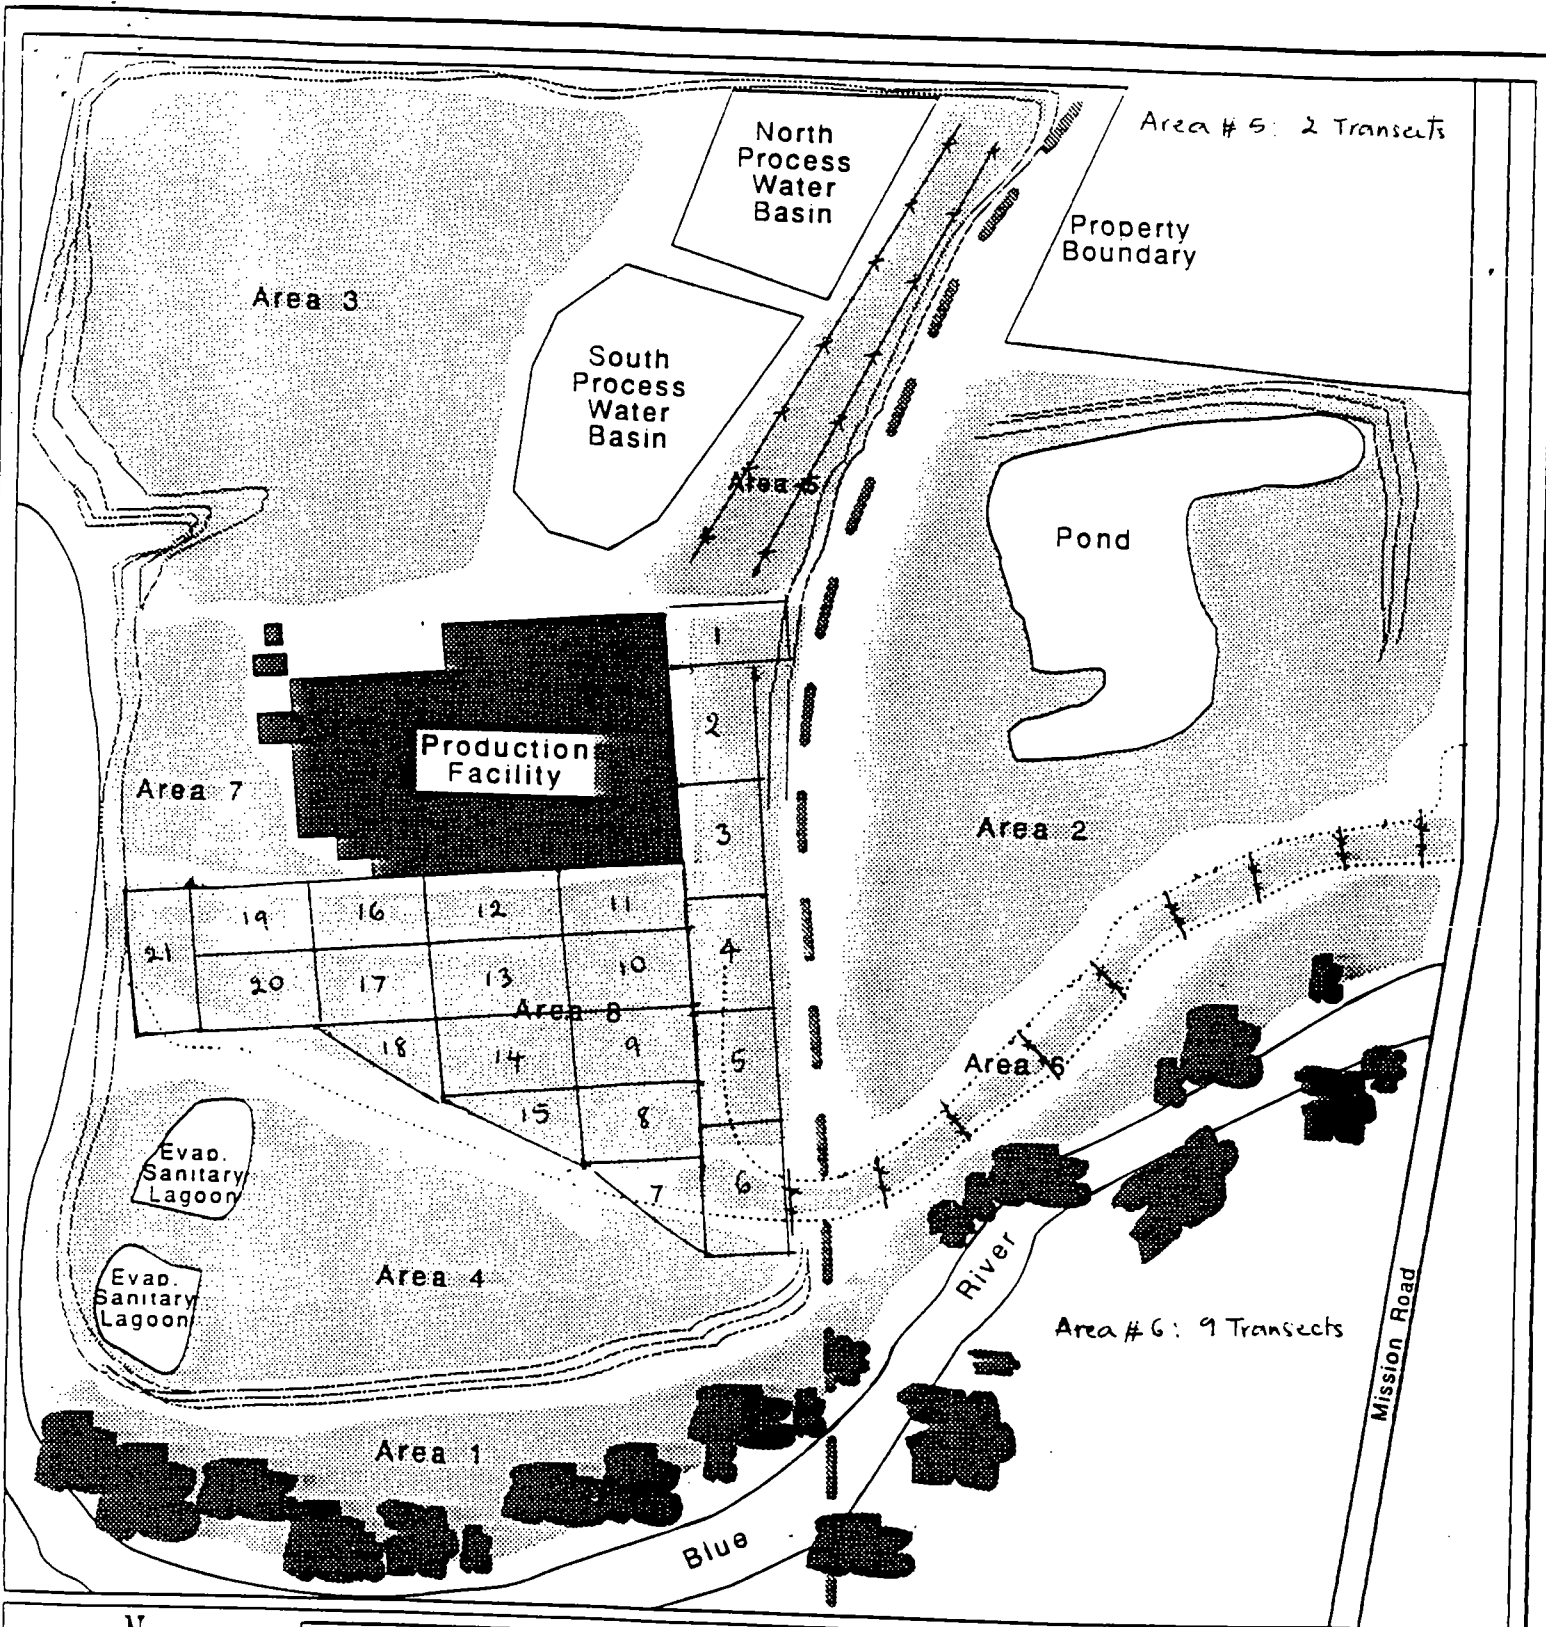 Area # 5: 2 Transects
North
Process
Water
Basin
Property
Boundary
Area 3
South
Process
Water
Basin
Area 5
Pond
1
2
Production
Facility
Area 7
3
Area 2
19
16
12
11
21
4
20
17
13
10
Area 8
18
14
9
5
Area 6
15
8
Evap.
Sanitary
Lagoon
7
6
Area 4
Evap.
Sanitary
Lagoon
River
Area # 6: 9 Transects
Mission Road
Area 1
Blue
N